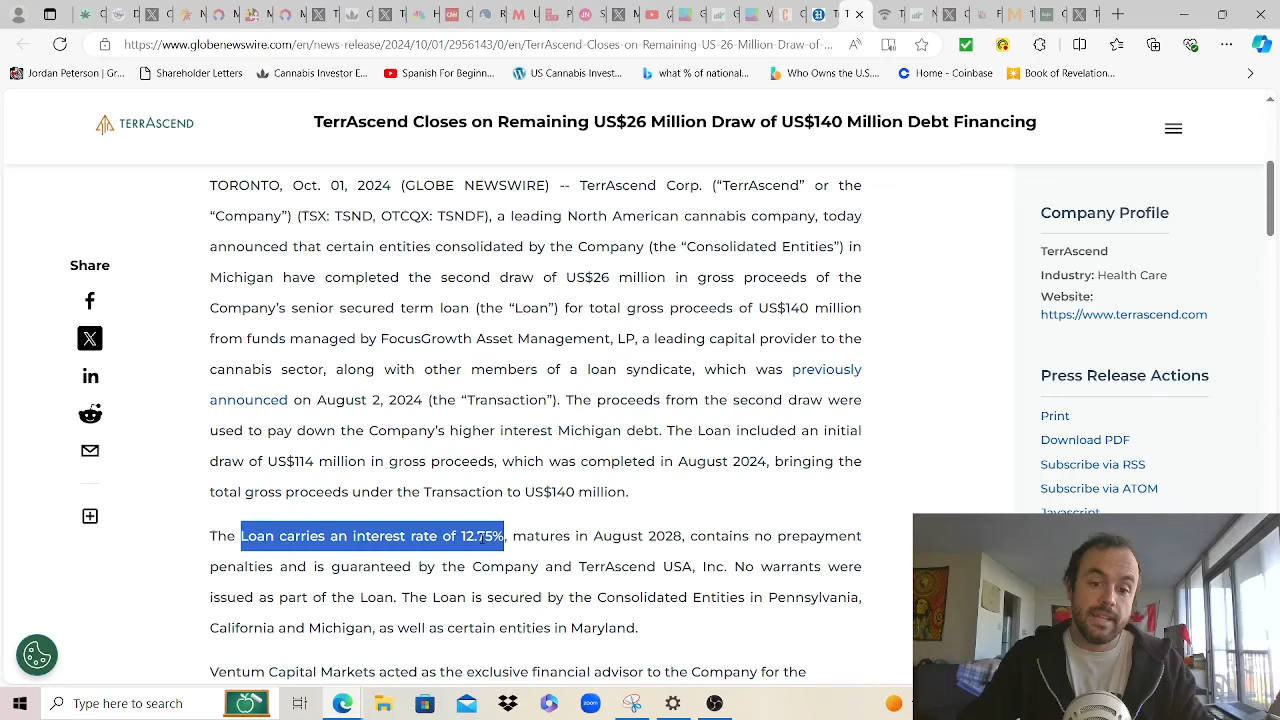 https://www.globenewswire.com/en/news-release/2024/10/01/2956143/0/en/TerrAscend-Closes-on-Remaining-US-26-Million-Draw-of-...
Jordan Peterson | Gr...
Shareholder Letters
Cannabis Investor E...
Spanish For Beginn...
US Cannabis Invest...
what % of national...
Who Owns the U.S....
Home - Coinbase
Book of Revelation...
TERRASCEND
TerrAscend Closes on Remaining US$26 Million Draw of US$140 Million Debt Financing
TORONTO, Oct. 01, 2024 (GLOBE NEWSWIRE) -- TerrAscend Corp. (“TerrAscend” or the
“Company”) (TSX: TSND, OTCQX: TSNDF), a leading North American cannabis company, today
announced that certain entities consolidated by the Company (the “Consolidated Entities”) in
Michigan have completed the second draw of US$26 million in gross proceeds of the
Company’s senior secured term loan (the “Loan”) for total gross proceeds of US$140 million
from funds managed by FocusGrowth Asset Management, LP, a leading capital provider to the
cannabis sector, along with other members of a loan syndicate, which was previously
announced on August 2, 2024 (the “Transaction”). The proceeds from the second draw were
used to pay down the Company’s higher interest Michigan debt. The Loan included an initial
draw of US$114 million in gross proceeds, which was completed in August 2024, bringing the
total gross proceeds under the Transaction to US$140 million.
The Loan carries an interest rate of 12.75%, matures in August 2028, contains no prepayment
penalties and is guaranteed by the Company and TerrAscend USA, Inc. No warrants were
issued as part of the Loan. The Loan is secured by the Consolidated Entities in Pennsylvania,
California and Michigan, as well as certain entities in Maryland.
Ventum Capital Markets acted as the exclusive financial advisor to the Company for the
Share
Company Profile
TerrAscend
Industry: Health Care
Website:
https://www.terrascend.com
Press Release Actions
Print
Download PDF
Subscribe via RSS
Subscribe via ATOM
Javascript
Type here to search
zoom